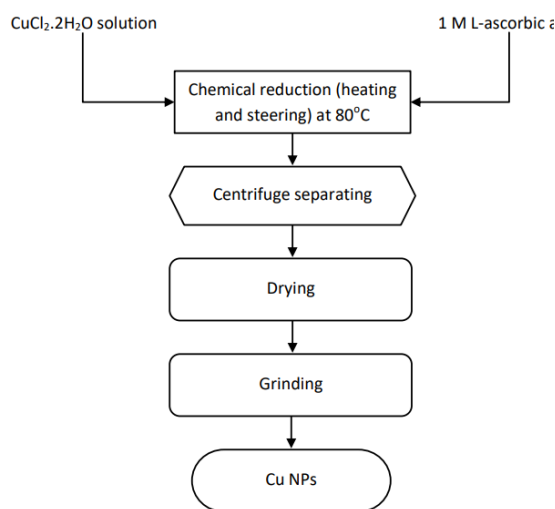 CuCl₂.2H₂O solution
1 M L-ascorbic a
Chemical reduction (heating
and steering) at 80°C
Centrifuge separating
Drying
Grinding
Cu NPs